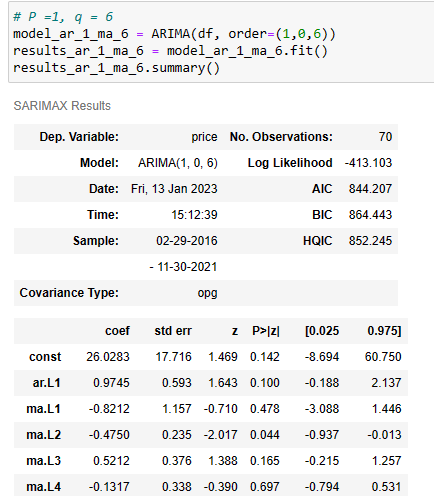 # P =1, q = 6
model_ar_1_ma_6 = ARIMA(df, order=(1,0,6))
results_ar_1_ma_6 = model_ar_1_ma_6.fit()
results_ar_1_ma_6.summary()
SARIMAX Results
Dep. Variable: price No. Observations: 70
Model: ARIMA(1, 0, 6) Log Likelihood -413.103
Date: Fri, 13 Jan 2023 AIC 844.207
Time: 15:12:39 BIC 864.443
Sample: 02-29-2016 HQIC 852.245
- 11-30-2021
Covariance Type: opg
coef std err z P>|z| [0.025 0.975]
const 26.0283 17.716 1.469 0.142 -8.694 60.750
ar.L1 0.9745 0.593 1.643 0.100 -0.188 2.137
ma.L1 -0.8212 1.157 -0.710 0.478 -3.088 1.446
ma.L2 -0.4750 0.235 -2.017 0.044 -0.937 -0.013
ma.L3 0.5212 0.376 1.388 0.165 -0.215 1.257
ma.L4 -0.1317 0.338 -0.390 0.697 -0.794 0.531